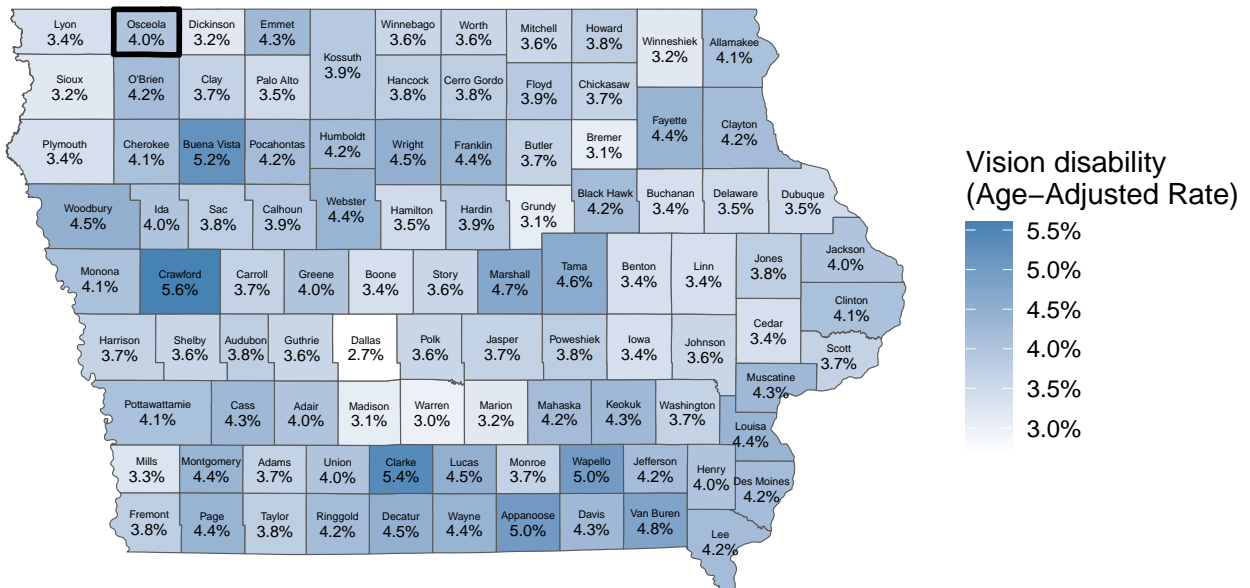 Lyon
3.4%
Osceola
4.0%
Dickinson
3.2%
Emmet
4.3%
Kossuth
3.9%
Winnebago
3.6%
Worth
3.6%
Mitchell
3.6%
Howard
3.8%
Winneshiek
3.2%
Allamakee
4.1%
Sioux
3.2%
O'Brien
4.2%
Clay
3.7%
Palo Alto
3.5%
Hancock
3.8%
Cerro Gordo
3.8%
Floyd
3.9%
Chickasaw
3.7%
Fayette
4.4%
Clayton
4.2%
Plymouth
3.4%
Cherokee
4.1%
Buena Vista
5.2%
Pocahontas
4.2%
Humboldt
4.2%
Wright
4.5%
Franklin
4.4%
Butler
3.7%
Bremer
3.1%
Woodbury
4.5%
Ida
4.0%
Sac
3.8%
Calhoun
3.9%
Webster
4.4%
Hamilton
3.5%
Hardin
3.9%
Grundy
3.1%
Black Hawk
4.2%
Buchanan
3.4%
Delaware
3.5%
Dubuque
3.5%
Monona
4.1%
Crawford
5.6%
Carroll
3.7%
Greene
4.0%
Boone
3.4%
Story
3.6%
Marshall
4.7%
Tama
4.6%
Benton
3.4%
Linn
3.4%
Jones
3.8%
Jackson
4.0%
Clinton
4.1%
Harrison
3.7%
Shelby
3.6%
Audubon
3.8%
Guthrie
3.6%
Dallas
2.7%
Polk
3.6%
Jasper
3.7%
Poweshiek
3.8%
Iowa
3.4%
Johnson
3.6%
Cedar
3.4%
Scott
3.7%
Muscatine
4.3%
Pottawattamie
4.1%
Cass
4.3%
Adair
4.0%
Madison
3.1%
Warren
3.0%
Marion
3.2%
Mahaska
4.2%
Keokuk
4.3%
Washington
3.7%
Louisa
4.4%
Mills
3.3%
Montgomery
4.4%
Adams
3.7%
Union
4.0%
Clarke
5.4%
Lucas
4.5%
Monroe
3.7%
Wapello
5.0%
Jefferson
4.2%
Henry
4.0%
Des Moines
4.2%
Fremont
3.8%
Page
4.4%
Taylor
3.8%
Ringgold
4.2%
Decatur
4.5%
Wayne
4.4%
Appanoose
5.0%
Davis
4.3%
Van Buren
4.8%
Lee
4.2%
Vision disability
(Age−Adjusted Rate)
5.5%
5.0%
4.5%
4.0%
3.5%
3.0%